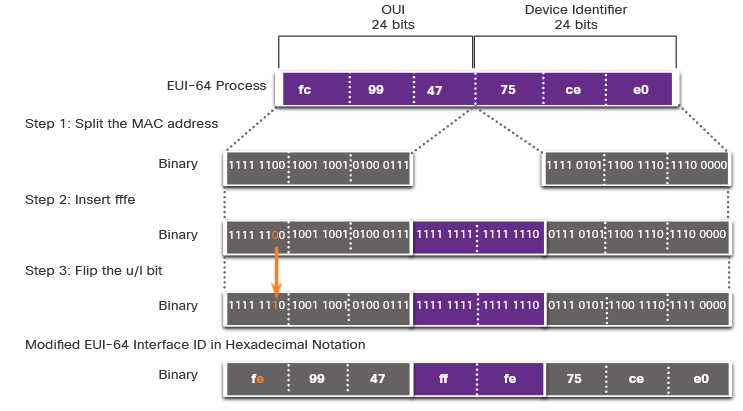 OUI
24 bits
Device Identifier
24 bits
EUI-64 Process fc 99 47 75 ce e0
Step 1: Split the MAC address
Binary 1111 1100 1001 1001 0100 0111 1111 0101 1100 1110 1110 0000
Step 2: Insert fffe
Binary 1111 1100 1001 1001 0100 0111 1111 1111 1111 1110 0111 0101 1100 1110 1110 0000
Step 3: Flip the u/l bit
Binary 1111 1110 1001 1001 0100 0111 1111 1111 1111 1110 0111 0101 1100 1110 1111 0000
Modified EUI-64 Interface ID in Hexadecimal Notation
Binary fe 99 47 ff fe 75 ce e0